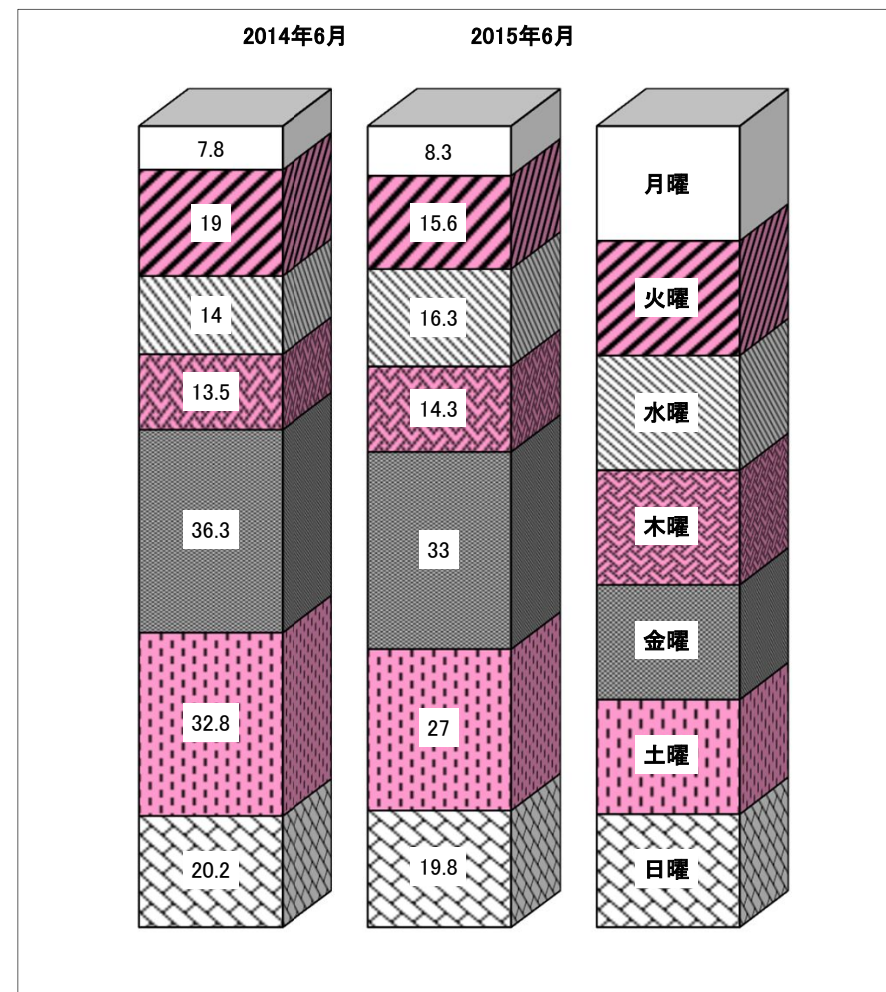 2014年6月 2015年6月
7.8 8.3 月曜
19 15.6 火曜
14 16.3 水曜
13.5 14.3 木曜
36.3 33 金曜
32.8 27 土曜
20.2 19.8 日曜